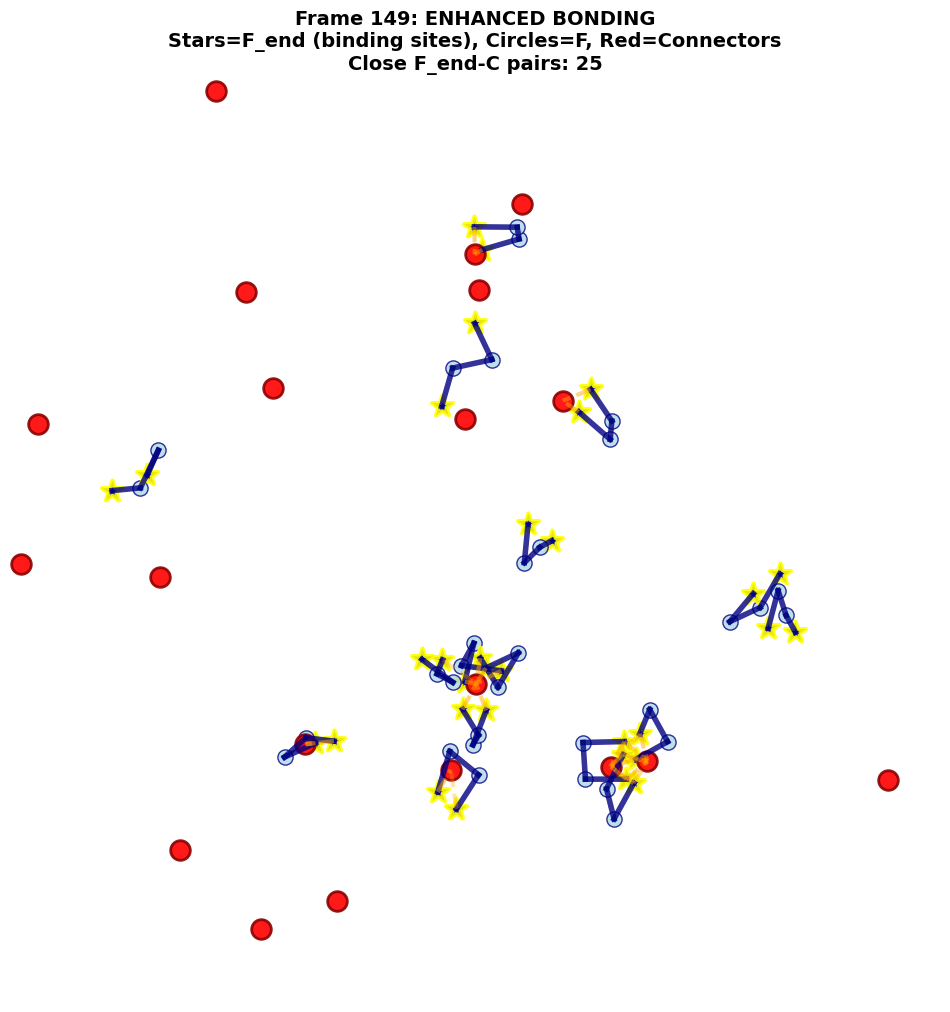 Frame 149: ENHANCED BONDING
Stars=F_end (binding sites), Circles=F, Red=Connectors
Close F_end-C pairs: 25